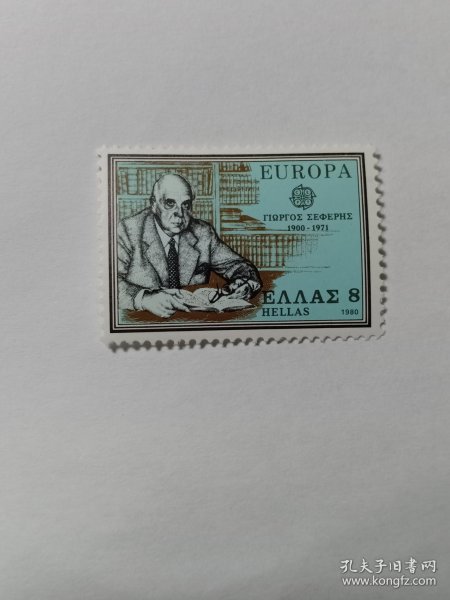 EUROPA
ΓΙΩΡΓΟΣ ΣΕΦΕΡΗΣ
1900-1971
ΕΛΛΑΣ 8
HELLAS 1980
孔夫子旧书网
www.kongfz.com